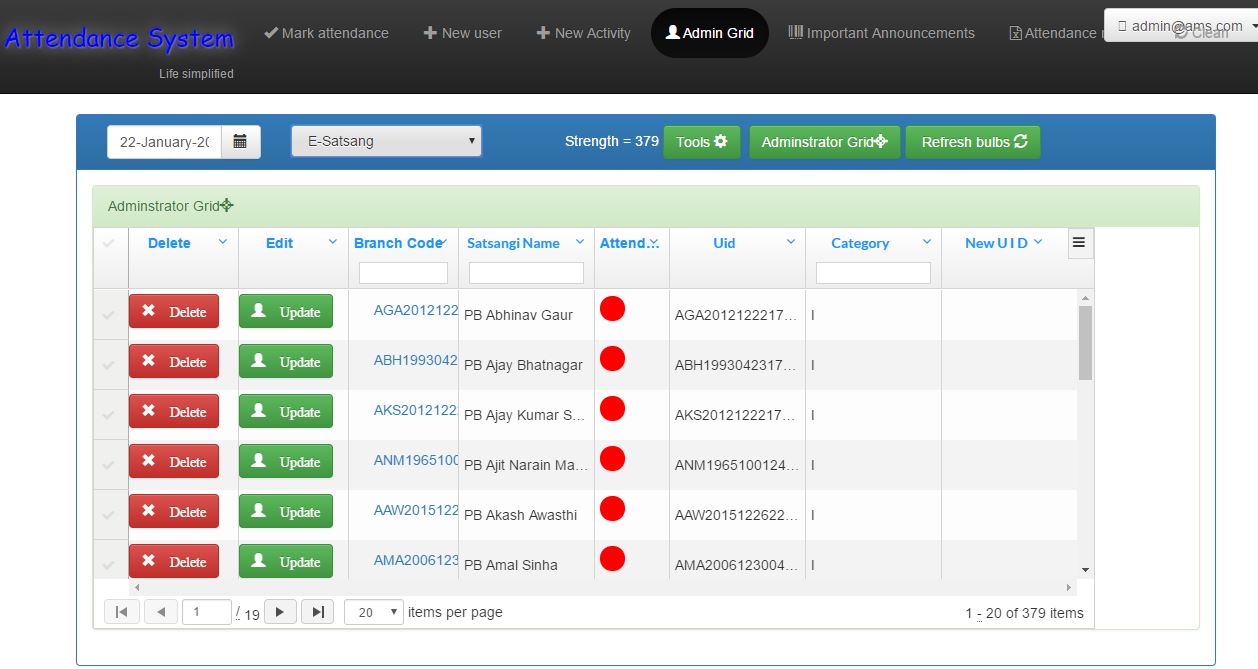 Attendance System
Life simplified
Mark attendance
New user
New Activity
Admin Grid
Important Announcements
Attendance
admin@ams.com
Clean
22-January-20
E-Satsang
Strength = 379
Tools
Adminstrator Grid
Refresh bulbs
Adminstrator Grid
Delete Edit Branch Code Satsangi Name Attend... Uid Category New U I D
Delete Update AGA2012122 PB Abhinav Gaur AGA2012122217... I
Delete Update ABH1993042 PB Ajay Bhatnagar ABH1993042317... I
Delete Update AKS2012122 PB Ajay Kumar S... AKS2012122217... I
Delete Update ANM1965100 PB Ajit Narain Ma... ANM1965100124... I
Delete Update AAW2015122 PB Akash Awasthi AAW2015122622... I
Delete Update AMA2006123 PB Amal Sinha AMA2006123004... I
1 / 19 20 items per page 1 - 20 of 379 items